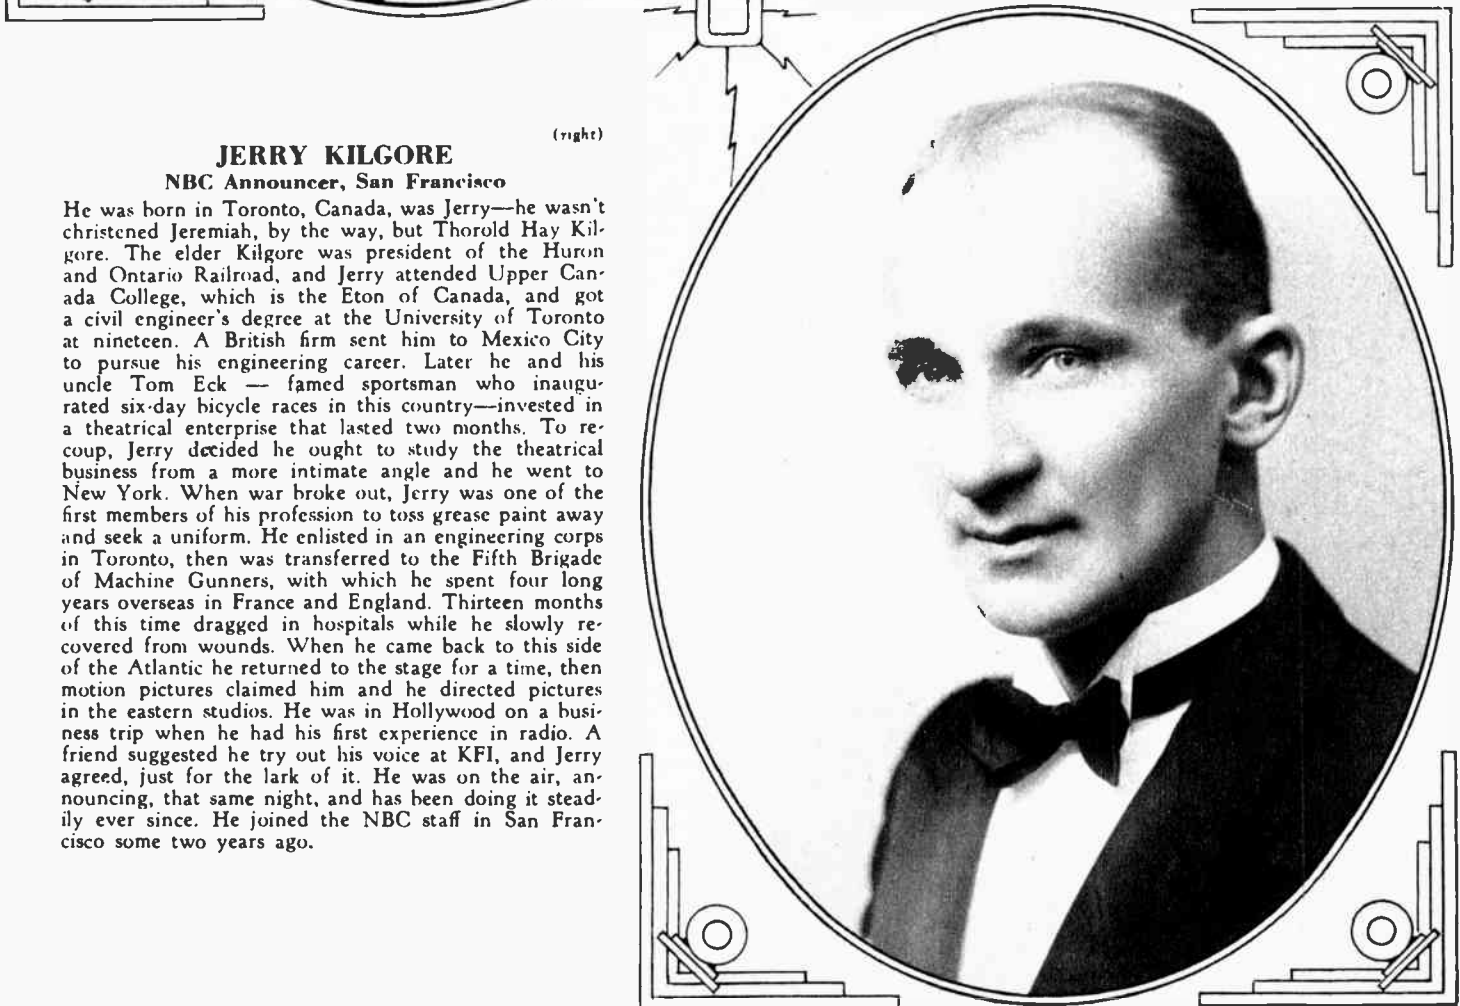 (right)
JERRY KILGORE
NBC Announcer, San Francisco
He was born in Toronto, Canada, was Jerry—he wasn't
christened Jeremiah, by the way, but Thorold Hay Kil-
gore. The elder Kilgore was president of the Huron
and Ontario Railroad, and Jerry attended Upper Can-
ada College, which is the Eton of Canada, and got
a civil engineer's degree at the University of Toronto
at nineteen. A British firm sent him to Mexico City
to pursue his engineering career. Later he and his
uncle Tom Eck — famed sportsman who inaugu-
rated six-day bicycle races in this country—invested in
a theatrical enterprise that lasted two months. To re-
coup, Jerry decided he ought to study the theatrical
business from a more intimate angle and he went to
New York. When war broke out, Jerry was one of the
first members of his profession to toss grease paint away
and seek a uniform. He enlisted in an engineering corps
in Toronto, then was transferred to the Fifth Brigade
of Machine Gunners, with which he spent four long
years overseas in France and England. Thirteen months
of this time dragged in hospitals while he slowly re-
covered from wounds. When he came back to this side
of the Atlantic he returned to the stage for a time, then
motion pictures claimed him and he directed pictures
in the eastern studios. He was in Hollywood on a busi-
ness trip when he had his first experience in radio. A
friend suggested he try out his voice at KFI, and Jerry
agreed, just for the lark of it. He was on the air, an-
nouncing, that same night, and has been doing it stead-
ily ever since. He joined the NBC staff in San Fran-
cisco some two years ago.